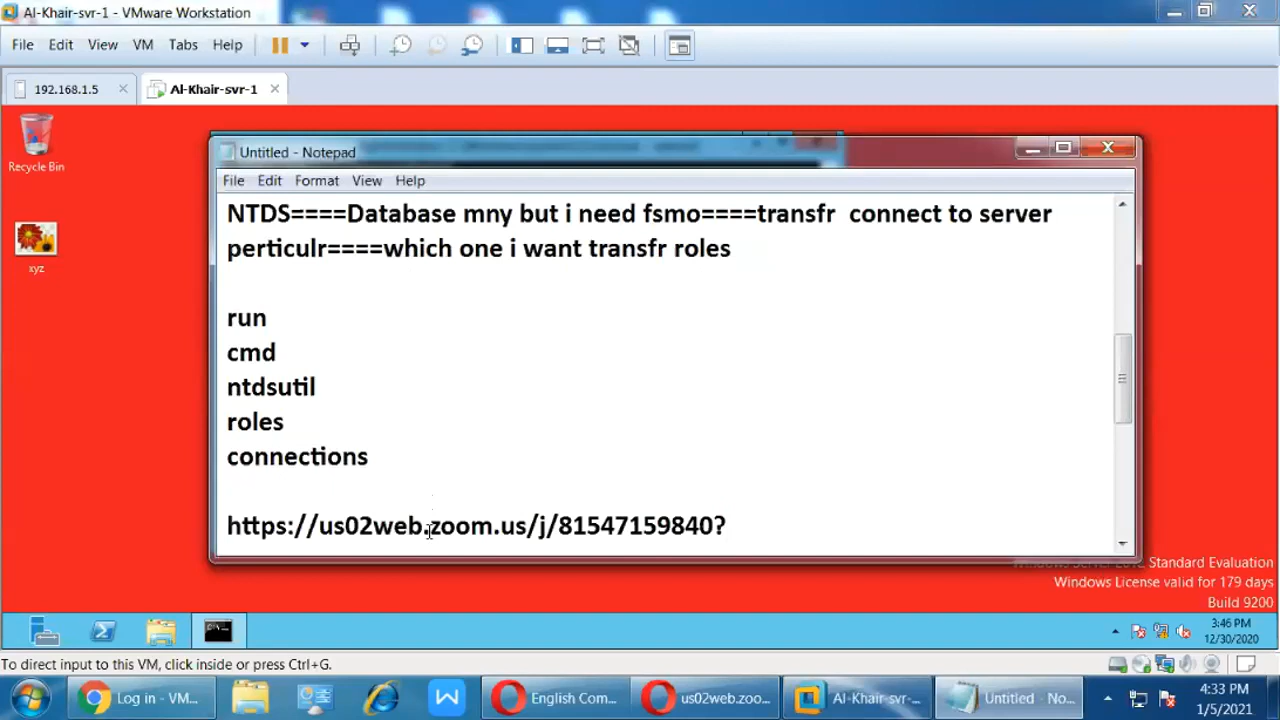 Al-Khair-svr-1 - VMware Workstation
File Edit View VM Tabs Help
192.168.1.5
Al-Khair-svr-1
Recycle Bin
xyz
Untitled - Notepad
File Edit Format View Help
NTDS====Database mny but i need fsmo====transfr connect to server
perticulr====which one i want transfr roles
run
cmd
ntdsutil
roles
connections
https://us02web.zoom.us/j/81547159840?
Standard Evaluation
Windows License valid for 179 days
Build 9200
3:46 PM
12/30/2020
To direct input to this VM, click inside or press Ctrl+G.
Log in - VM...
English Com...
us02web.zoo...
Al-Khair-svr-...
Untitled - No...
4:33 PM
1/5/2021